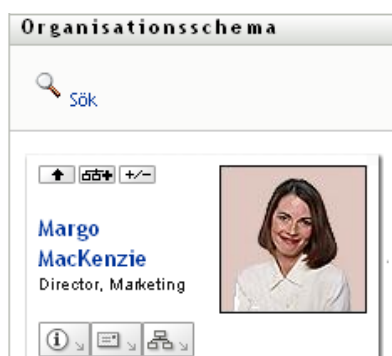 Organisationsschema
Sök
+/-
Margo
MacKenzie
Director, Marketing